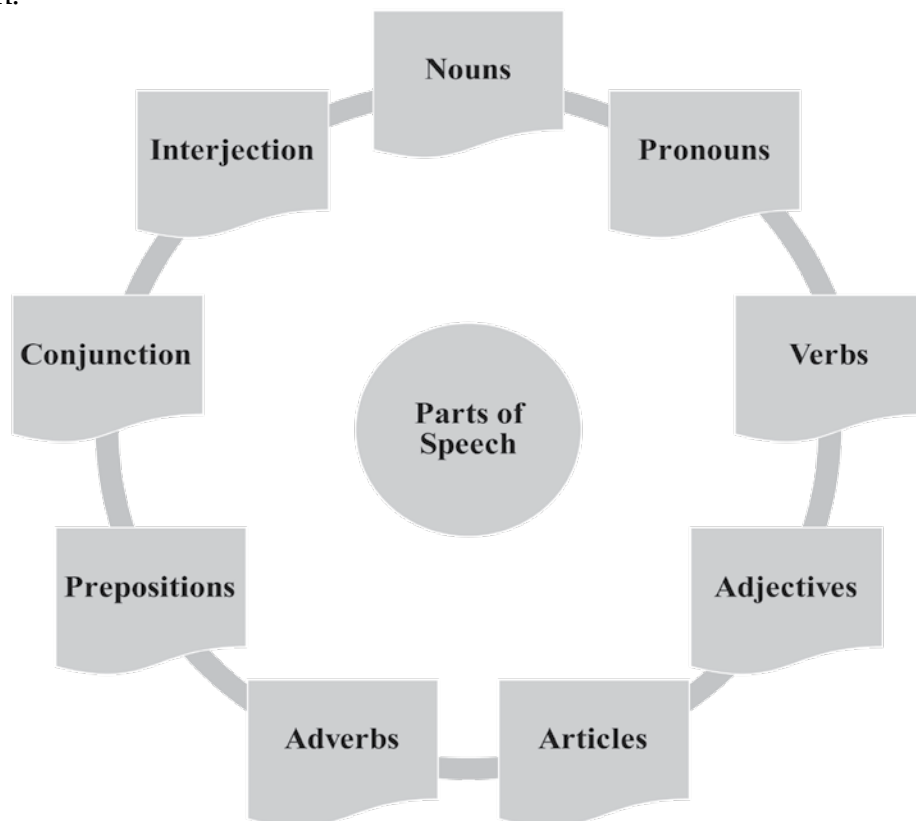 Nouns
Pronouns
Verbs
Adjectives
Articles
Adverbs
Prepositions
Conjunction
Interjection
Parts of
Speech